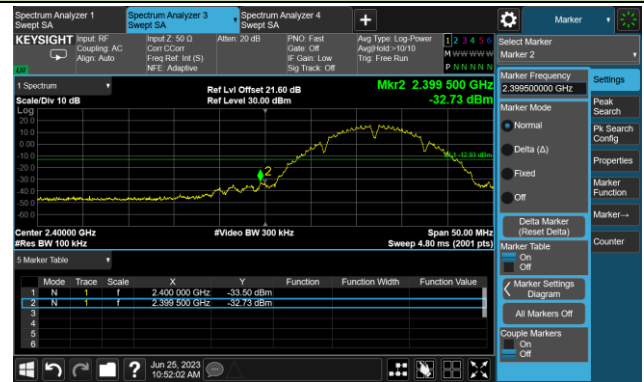 Spectrum Analyzer 1
Swept SA
Spectrum Analyzer 3
Swept SA
Spectrum Analyzer 4
Swept SA
+
Marker
KEYSIGHT
Input: RF
Coupling: AC
Align: Auto
Input Z: 50 Ω
Corr CCorr
Freq Ref: Int (S)
NFE: Adaptive
Atten: 20 dB
PNO: Fast
Gate: Off
IF Gain: Low
Sig Track: Off
Avg Type: Log-Power
Avg|Hold:>10/10
Trig: Free Run
1 2 3 4 5 6
M W W W W W
P N N N N N
Select Marker
Marker 2
1 Spectrum
Scale/Div 10 dB
Log
Ref Lvl Offset 21.60 dB
Ref Level 30.00 dBm
Mkr2 2.399 500 GHz
-32.73 dBm
20.0
10.0
0.00
-10.0
-20.0
-30.0
-40.0
-50.0
-60.0
2
Center 2.40000 GHz
#Res BW 100 kHz
#Video BW 300 kHz
Span 50.00 MHz
Sweep 4.80 ms (2001 pts)
5 Marker Table
Mode Trace Scale X Y Function Function Width Function Value
1 N 1 f 2.400 000 GHz -33.50 dBm
2 N 1 f 2.399 500 GHz -32.73 dBm
3
4
5
6
Marker Frequency
2.399500000 GHz
Marker Mode
Normal
Delta (Δ)
Fixed
Off
Delta Marker
(Reset Delta)
Marker Table
On
Off
Marker Settings
Diagram
All Markers Off
Couple Markers
On
Off
Settings
Peak
Search
Pk Search
Config
Properties
Marker
Function
Marker→
Counter
?
Jun 25, 2023
10:52:02 AM